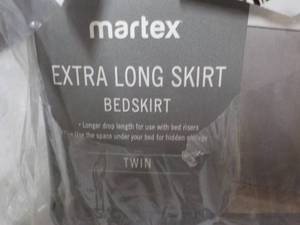 martex
EXTRA LONG SKIRT
BEDSKIRT
• Longer drop length for use with bed risers
Use the space under your bed for hidden storage
TWIN